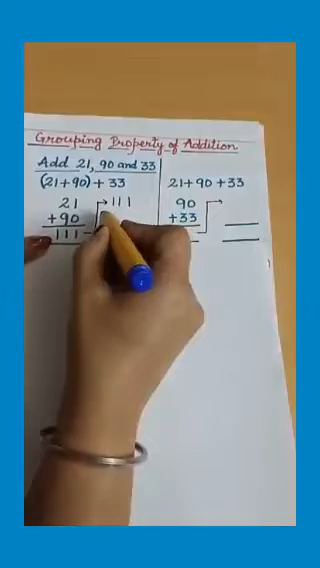 Grouping Property of Addition
Add 21, 90 and 33
(21+90) + 33
21
+90
111
111
21+90 +33
90
+33